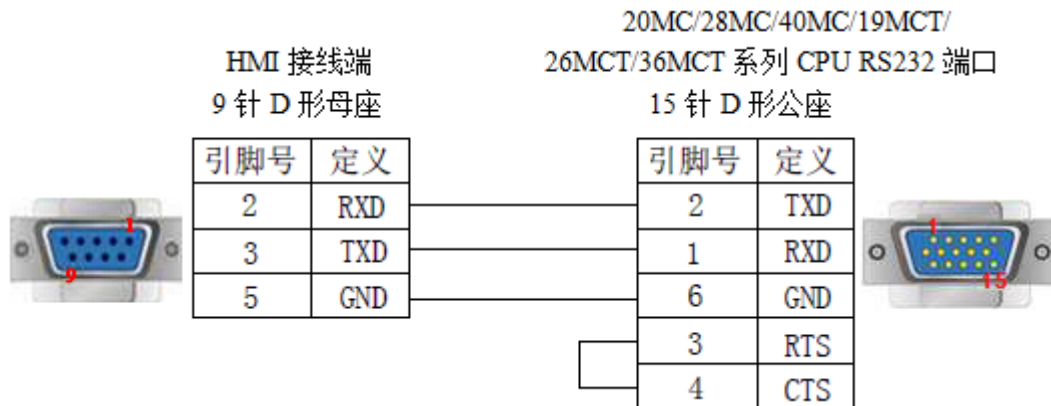 20MC/28MC/40MC/19MCT/
HMI 接线端
26MCT/36MCT 系列 CPU RS232 端口
9 针 D 形母座
15 针 D 形公座
引脚号 定义
引脚号 定义
2 RXD
2 TXD
3 TXD
1 RXD
5 GND
6 GND
3 RTS
4 CTS
1
9
1
15